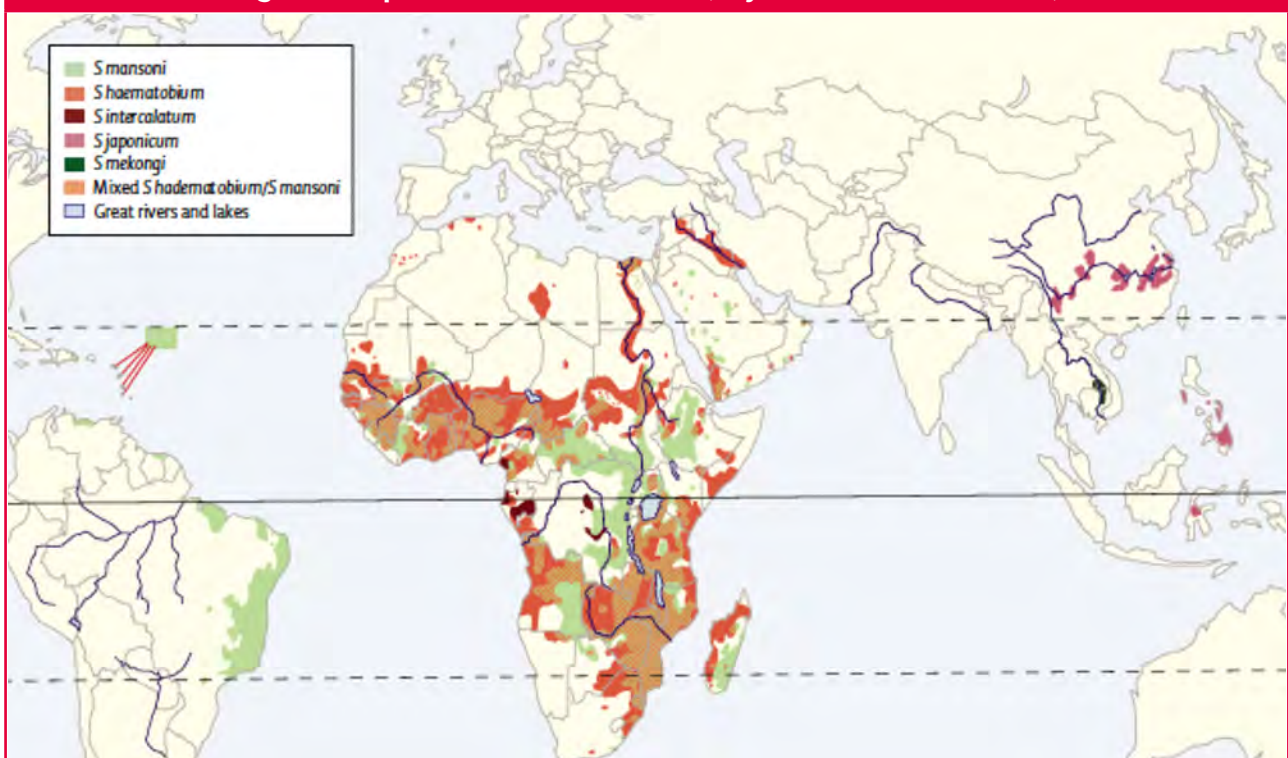 S mansoni
S haematobium
S intercalatum
S japonicum
S mekongi
Mixed S hadematobium/S mansoni
Great rivers and lakes